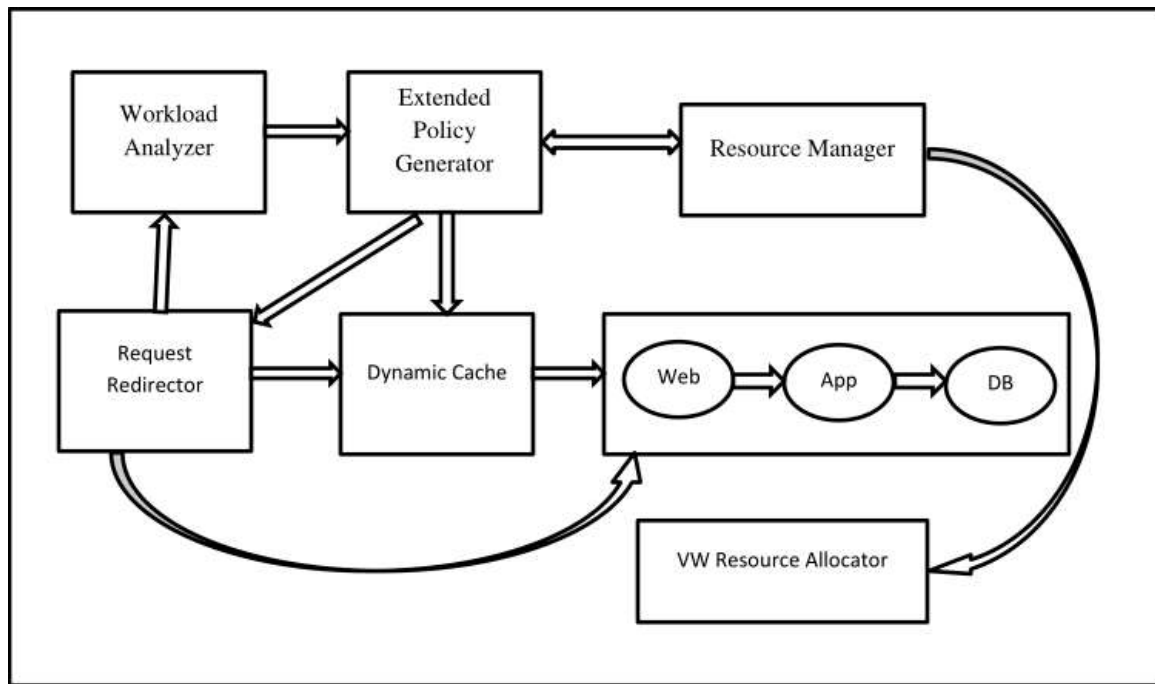 Workload
Analyzer
Extended
Policy
Generator
Resource Manager
Request
Redirector
Dynamic Cache
Web
App
DB
VW Resource Allocator